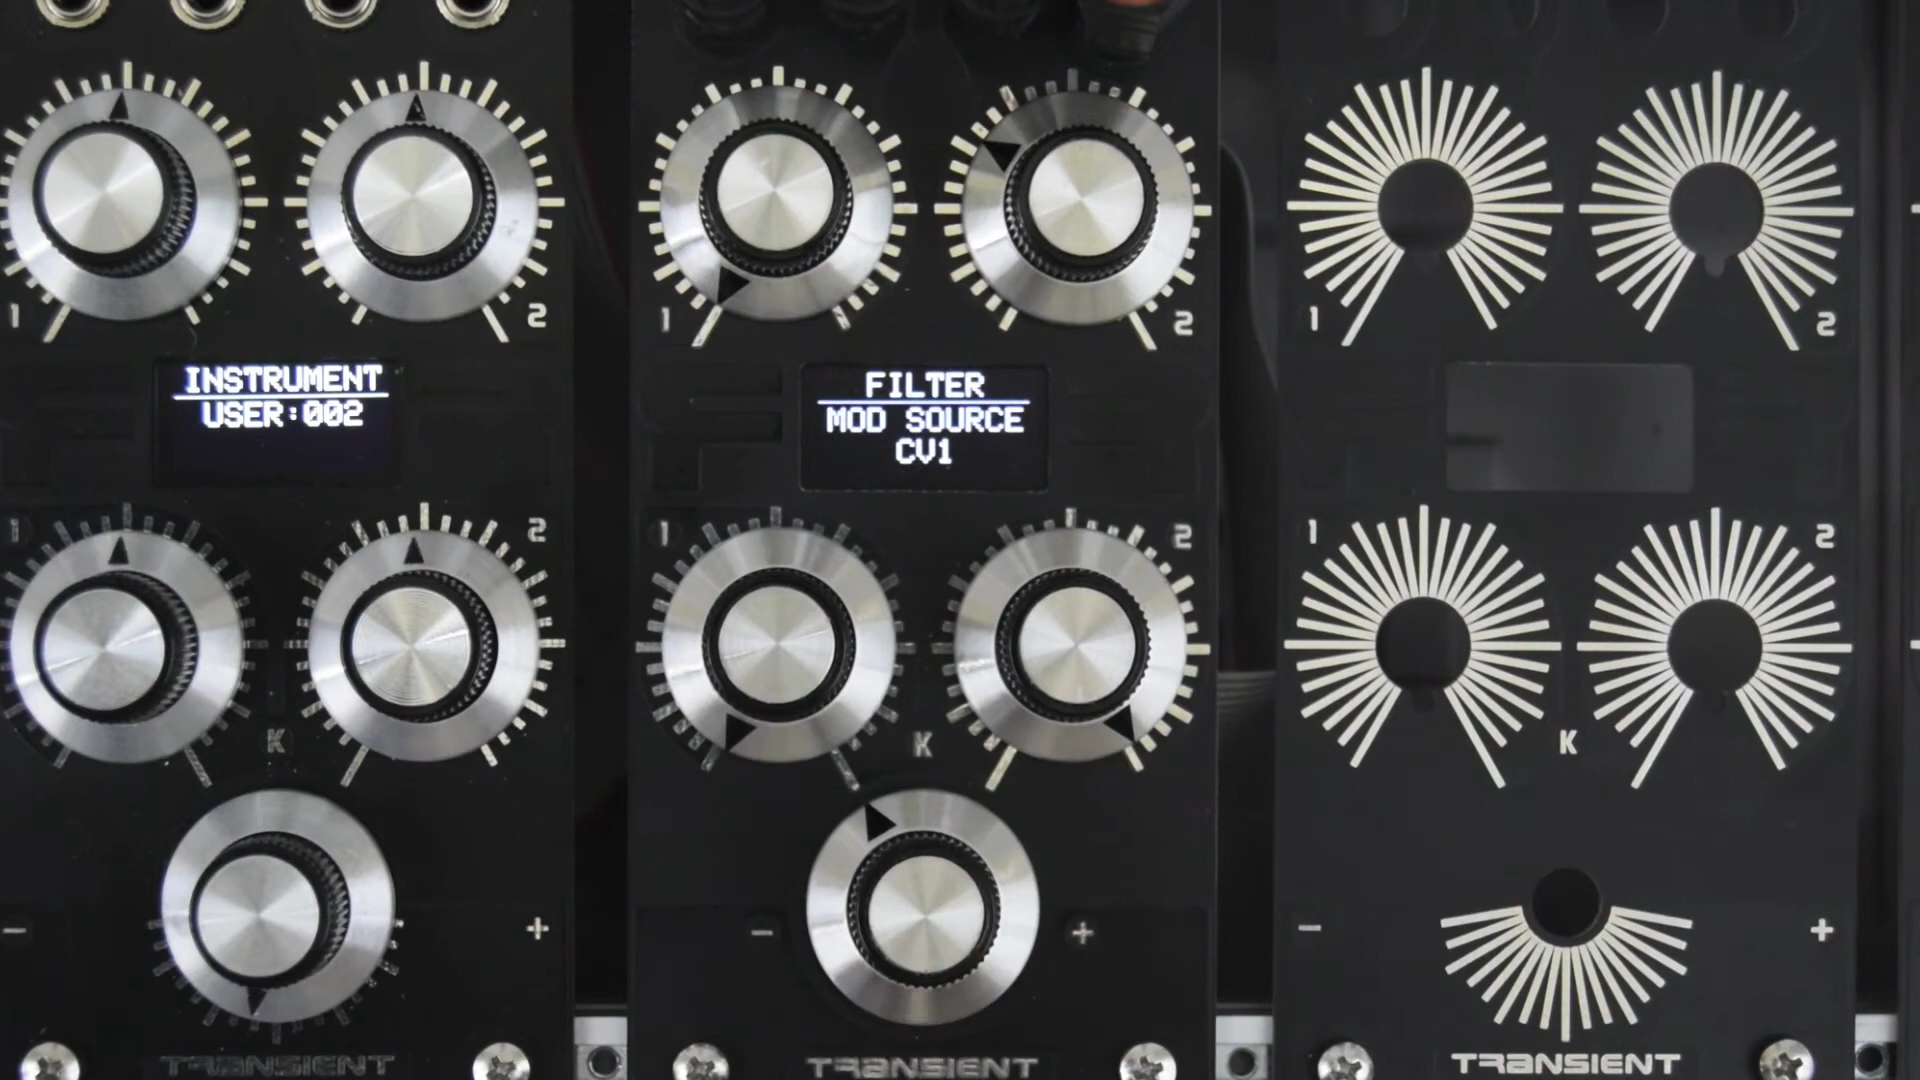 1 2
1 2
1 2
INSTRUMENT
USER:002
FILTER
MOD SOURCE
CV1
1 2
1 2
1 2
K
K
K
- +
- +
- +
TRANSIENT
TRANSIENT
TRANSIENT